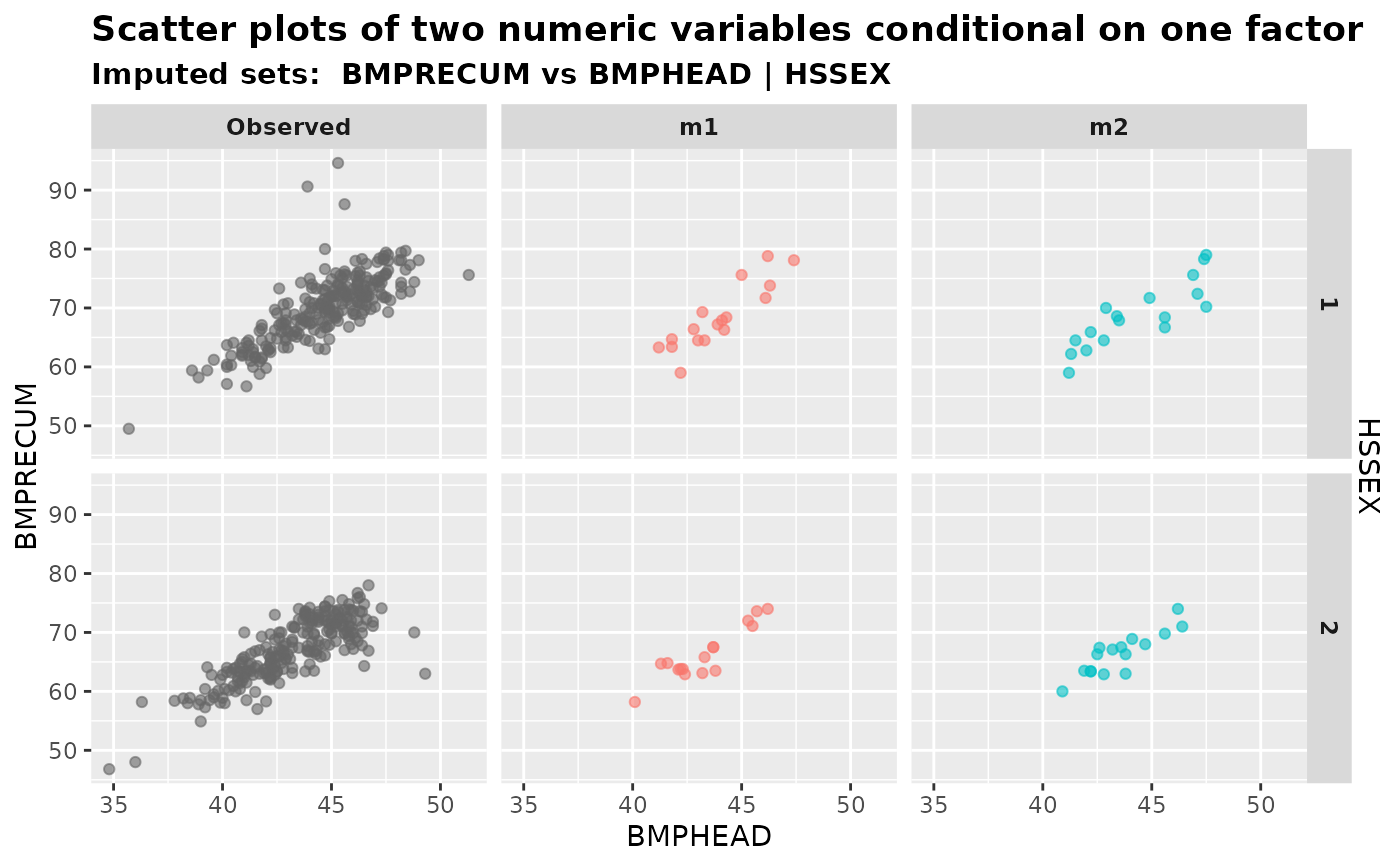 Scatter plots of two numeric variables conditional on one factor
Imputed sets:  BMPRECUM vs BMPHEAD | HSSEX
Observed
m1
m2
90
80
70
60
50
1
90
80
70
60
50
2
BMPRECUM
HSSEX
35 40 45 50
35 40 45 50
35 40 45 50
BMPHEAD